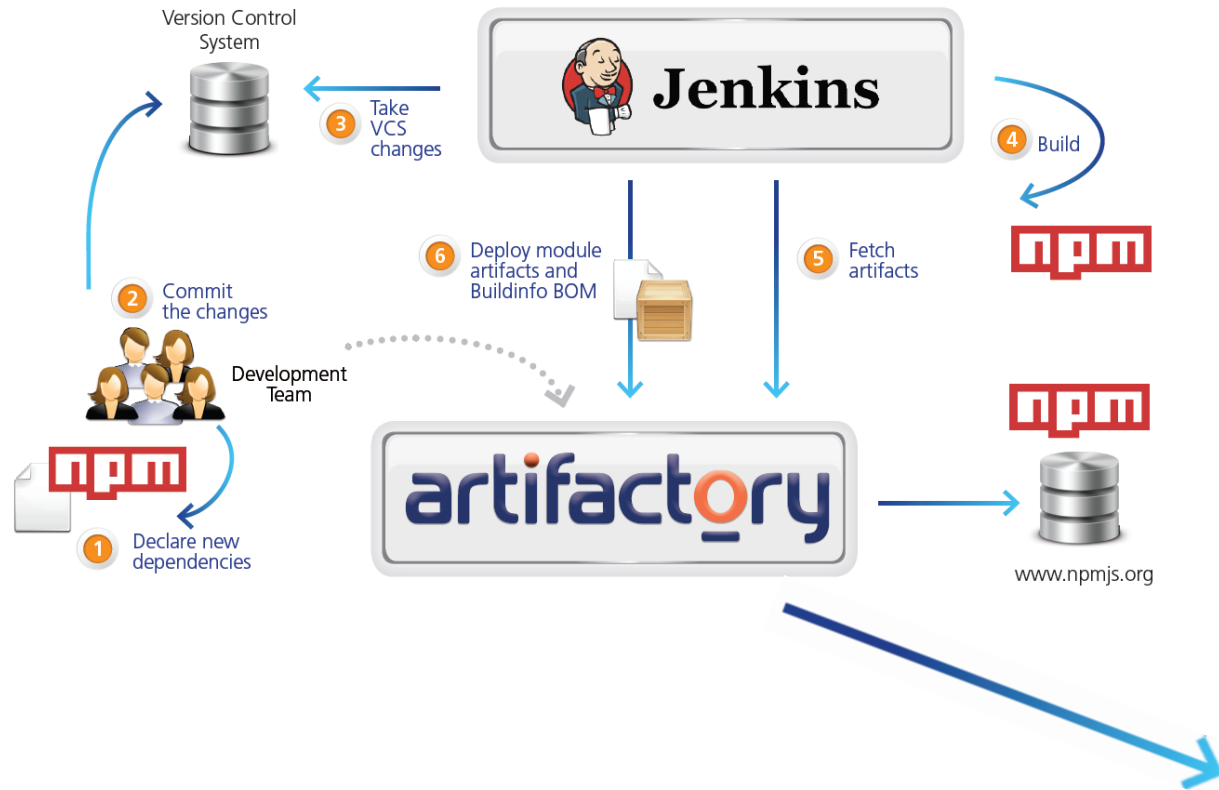 Version Control
System
Jenkins
3
Take
VCS
changes
4
Build
npm
6
Deploy module
artifacts and
Buildinfo BOM
5
Fetch
artifacts
2
Commit
the changes
Development
Team
npm
1
Declare new
dependencies
artifactory
npm
www.npmjs.org